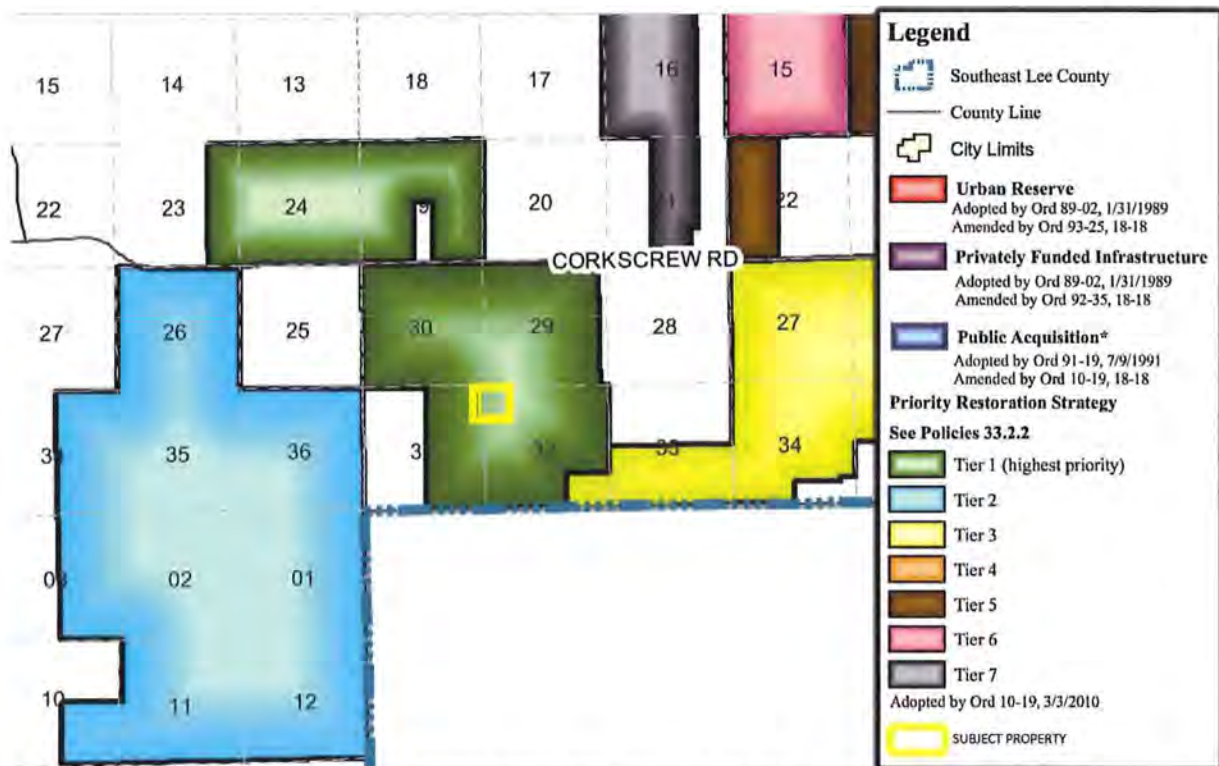 15 14 13 18 17 16 15
22 23 24 20 22
CORKSCREW RD
27 26 25 30 29 28 27
35 36 33 34
02 01
10 11 12
Legend
Southeast Lee County
County Line
City Limits
Urban Reserve
Adopted by Ord 89-02, 1/31/1989
Amended by Ord 93-25, 18-18
Privately Funded Infrastructure
Adopted by Ord 89-02, 1/31/1989
Amended by Ord 92-35, 18-18
Public Acquisition*
Adopted by Ord 91-19, 7/9/1991
Amended by Ord 10-19, 18-18
Priority Restoration Strategy
See Policies 33.2.2
Tier 1 (highest priority)
Tier 2
Tier 3
Tier 4
Tier 5
Tier 6
Tier 7
Adopted by Ord 10-19, 3/3/2010
SUBJECT PROPERTY